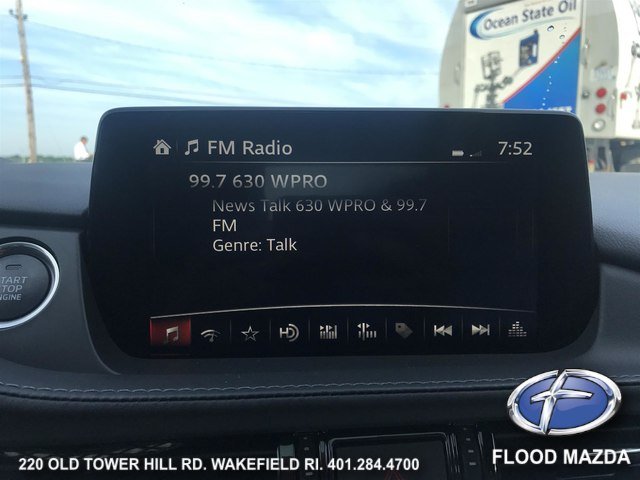 Ocean State Oil
FM Radio
7:52
99.7 630 WPRO
News Talk 630 WPRO & 99.7
FM
Genre: Talk
START
STOP
ENGINE
HD
220 OLD TOWER HILL RD. WAKEFIELD RI. 401.284.4700
FLOOD MAZDA